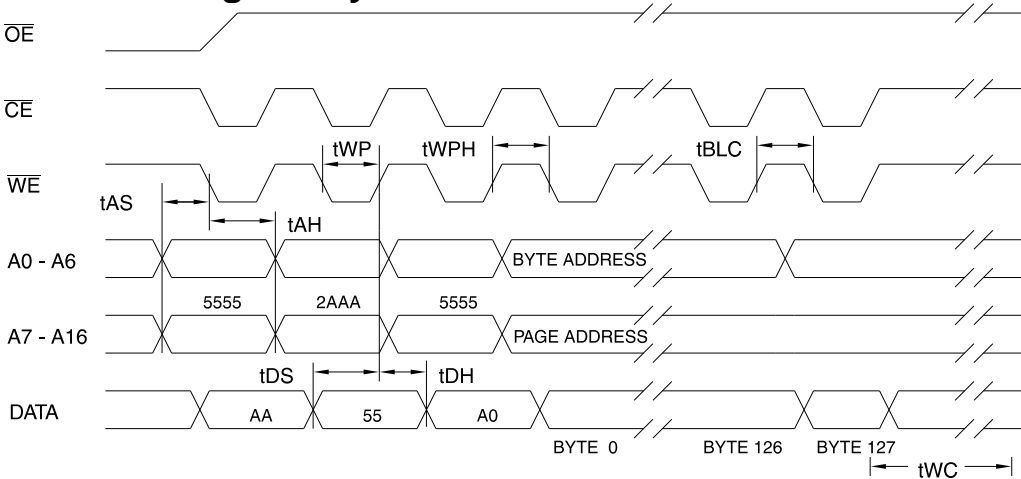 OE
CE
tWP tWPH tBLC
WE
tAS
tAH
A0 - A6 BYTE ADDRESS
5555 2AAA 5555
A7 - A16 PAGE ADDRESS
tDS tDH
DATA AA 55 A0
BYTE 0 BYTE 126 BYTE 127
tWC